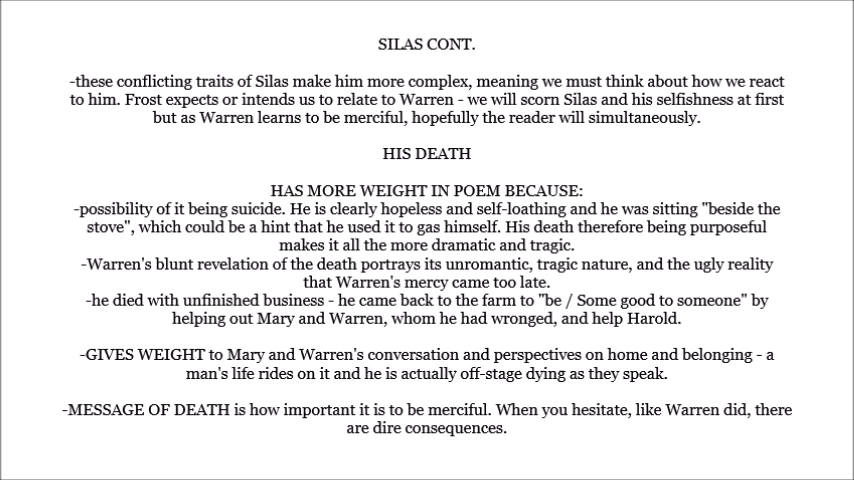 SILAS CONT.
-these conflicting traits of Silas make him more complex, meaning we must think about how we react
to him. Frost expects or intends us to relate to Warren - we will scorn Silas and his selfishness at first
but as Warren learns to be merciful, hopefully the reader will simultaneously.
HIS DEATH
HAS MORE WEIGHT IN POEM BECAUSE:
-possibility of it being suicide. He is clearly hopeless and self-loathing and he was sitting "beside the
stove", which could be a hint that he used it to gas himself. His death therefore being purposeful
makes it all the more dramatic and tragic.
-Warren's blunt revelation of the death portrays its unromantic, tragic nature, and the ugly reality
that Warren's mercy came too late.
-he died with unfinished business - he came back to the farm to "be / Some good to someone" by
helping out Mary and Warren, whom he had wronged, and help Harold.
-GIVES WEIGHT to Mary and Warren's conversation and perspectives on home and belonging - a
man's life rides on it and he is actually off-stage dying as they speak.
-MESSAGE OF DEATH is how important it is to be merciful. When you hesitate, like Warren did, there
are dire consequences.